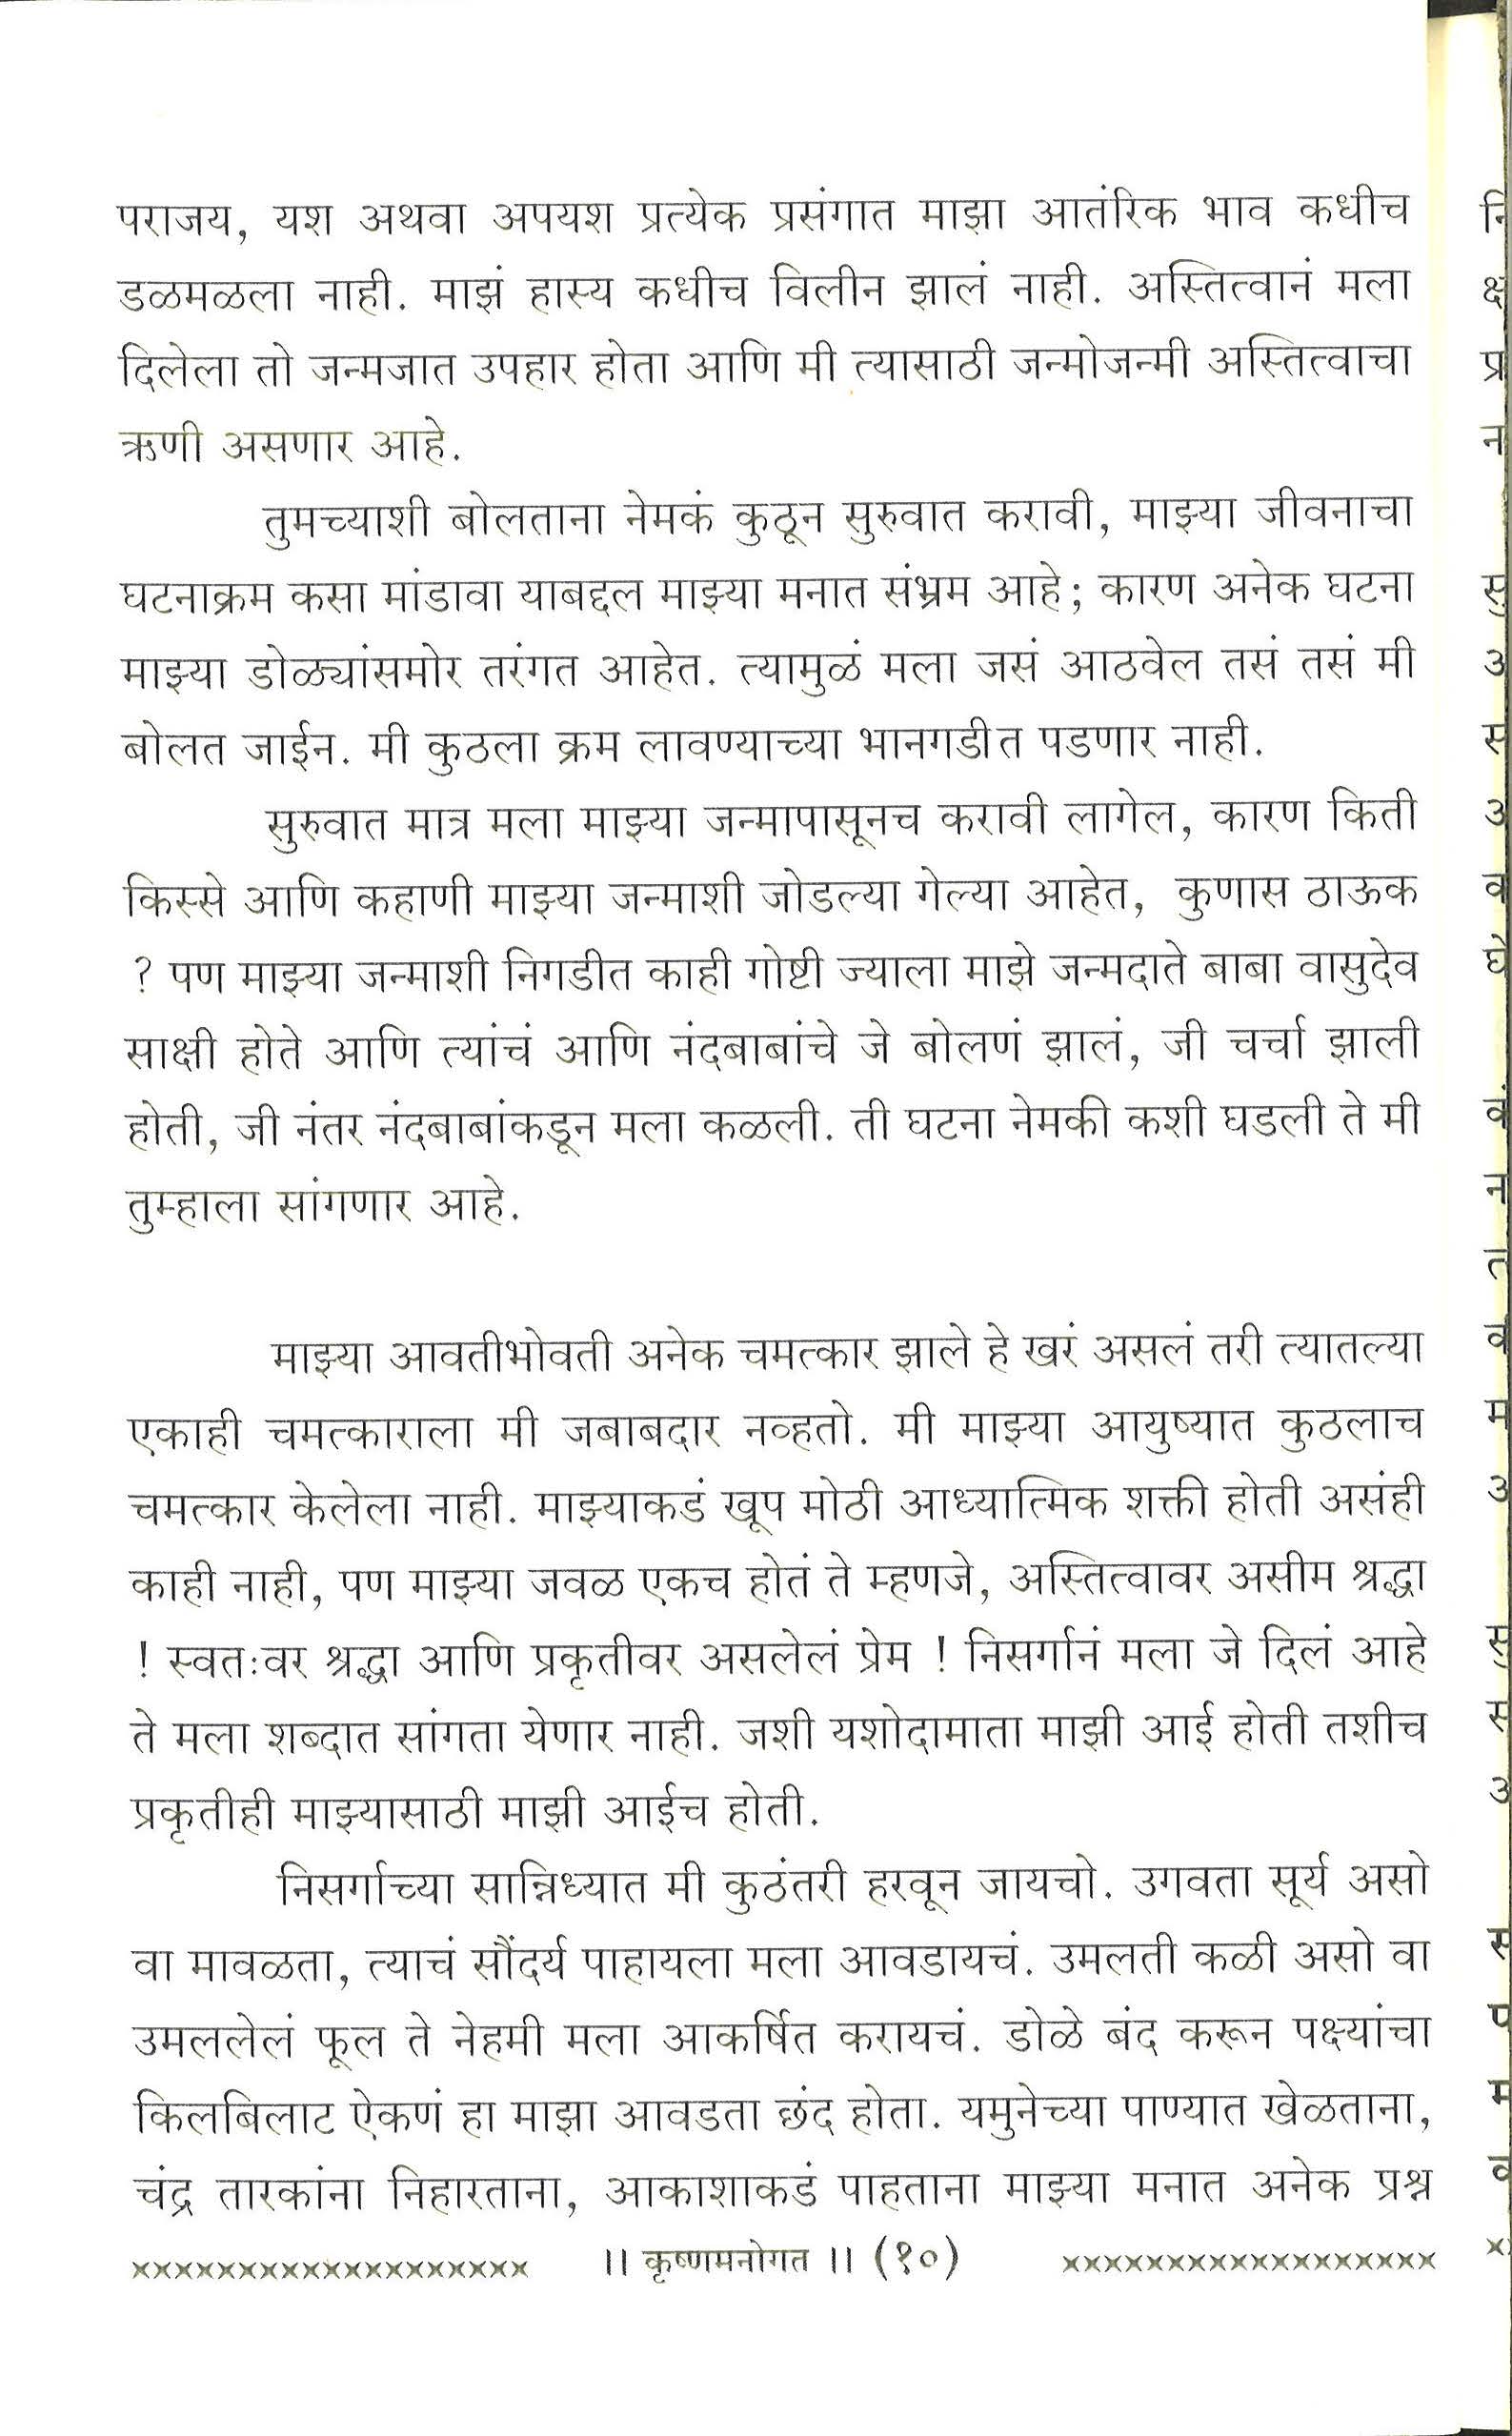 पराजय, यश अथवा अपयश प्रत्येक प्रसंगात माझा आतंरिक भाव कधीच
डळमळला नाही. माझं हास्य कधीच विलीन झालं नाही. अस्तित्वानं मला
दिलेला तो जन्मजात उपहार होता आणि मी त्यासाठी जन्मोजन्मी अस्तित्वाचा
ऋणी असणार आहे.
तुमच्याशी बोलताना नेमकं कुठून सुरुवात करावी, माझ्या जीवनाचा
घटनाक्रम कसा मांडावा याबद्दल माझ्या मनात संभ्रम आहे; कारण अनेक घटना
माझ्या डोळ्यांसमोर तरंगत आहेत. त्यामुळं मला जसं आठवेल तसं तसं मी
बोलत जाईन. मी कुठला क्रम लावण्याच्या भानगडीत पडणार नाही.
सुरुवात मात्र मला माझ्या जन्मापासूनच करावी लागेल, कारण किती
किस्से आणि कहाणी माझ्या जन्माशी जोडल्या गेल्या आहेत, कुणास ठाऊक
? पण माझ्या जन्माशी निगडीत काही गोष्टी ज्याला माझे जन्मदाते बाबा वासुदेव
साक्षी होते आणि त्यांचं आणि नंदबाबांचे जे बोलणं झालं, जी चर्चा झाली
होती, जी नंतर नंदबाबांकडून मला कळली. ती घटना नेमकी कशी घडली ते मी
तुम्हाला सांगणार आहे.
माझ्या आवतीभोवती अनेक चमत्कार झाले हे खरं असलं तरी त्यातल्या
एकाही चमत्काराला मी जबाबदार नव्हतो. मी माझ्या आयुष्यात कुठलाच
चमत्कार केलेला नाही. माझ्याकडं खूप मोठी आध्यात्मिक शक्ती होती असंही
काही नाही, पण माझ्या जवळ एकच होतं ते म्हणजे, अस्तित्वावर असीम श्रद्धा
! स्वतःवर श्रद्धा आणि प्रकृतीवर असलेलं प्रेम ! निसर्गानं मला जे दिलं आहे
ते मला शब्दात सांगता येणार नाही. जशी यशोदामाता माझी आई होती तशीच
प्रकृतीही माझ्यासाठी माझी आईच होती.
निसर्गाच्या सान्निध्यात मी कुठंतरी हरवून जायचो. उगवता सूर्य असो
वा मावळता, त्याचं सौंदर्य पाहायला मला आवडायचं. उमलती कळी असो वा
उमललेलं फूल ते नेहमी मला आकर्षित करायचं. डोळे बंद करून पक्ष्यांचा
किलबिलाट ऐकणं हा माझा आवडता छंद होता. यमुनेच्या पाण्यात खेळताना,
चंद्र तारकांना निहारताना, आकाशाकडं पाहताना माझ्या मनात अनेक प्रश्न
xxxxxxxxxxxxxxxxxxx ।। कृष्णमनोगत ।। (१०) xxxxxxxxxxxxxxxxxx